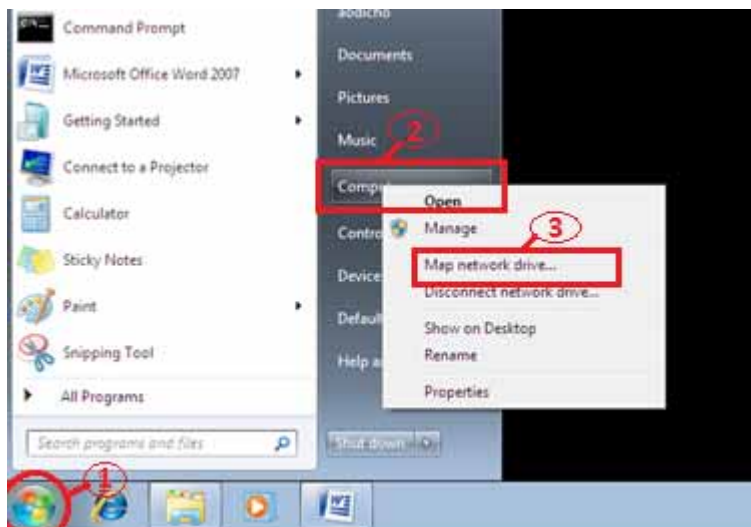 Command Prompt
Microsoft Office Word 2007
Getting Started
Connect to a Projector
Calculator
Sticky Notes
Paint
Snipping Tool
All Programs
Search programs and files
aodicho
Documents
Pictures
Music
2
Comp
Contro
Device
Default
Help a
Shut down
Open
Manage
3
Map network drive...
Disconnect network drive...
Show on Desktop
Rename
Properties
1